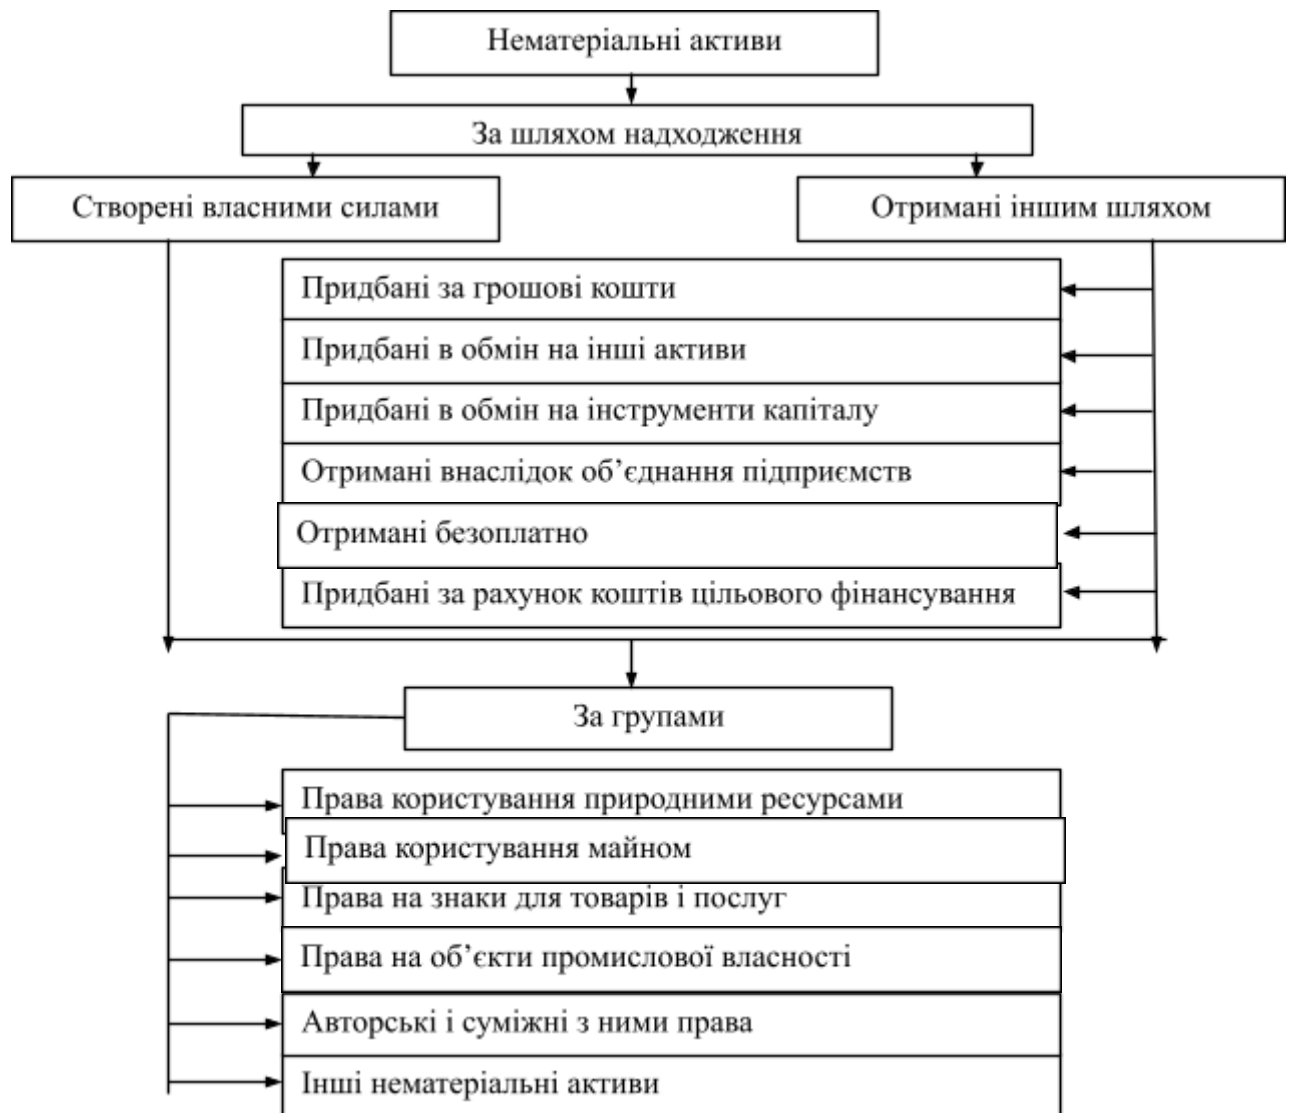 Нематеріальні активи
За шляхом надходження
Створені власними силами
Отримані іншим шляхом
Придбані за грошові кошти
Придбані в обмін на інші активи
Придбані в обмін на інструменти капіталу
Отримані внаслідок об’єднання підприємств
Отримані безоплатно
Придбані за рахунок коштів цільового фінансування
За групами
Права користування природними ресурсами
Права користування майном
Права на знаки для товарів і послуг
Права на об’єкти промислової власності
Авторські і суміжні з ними права
Інші нематеріальні активи